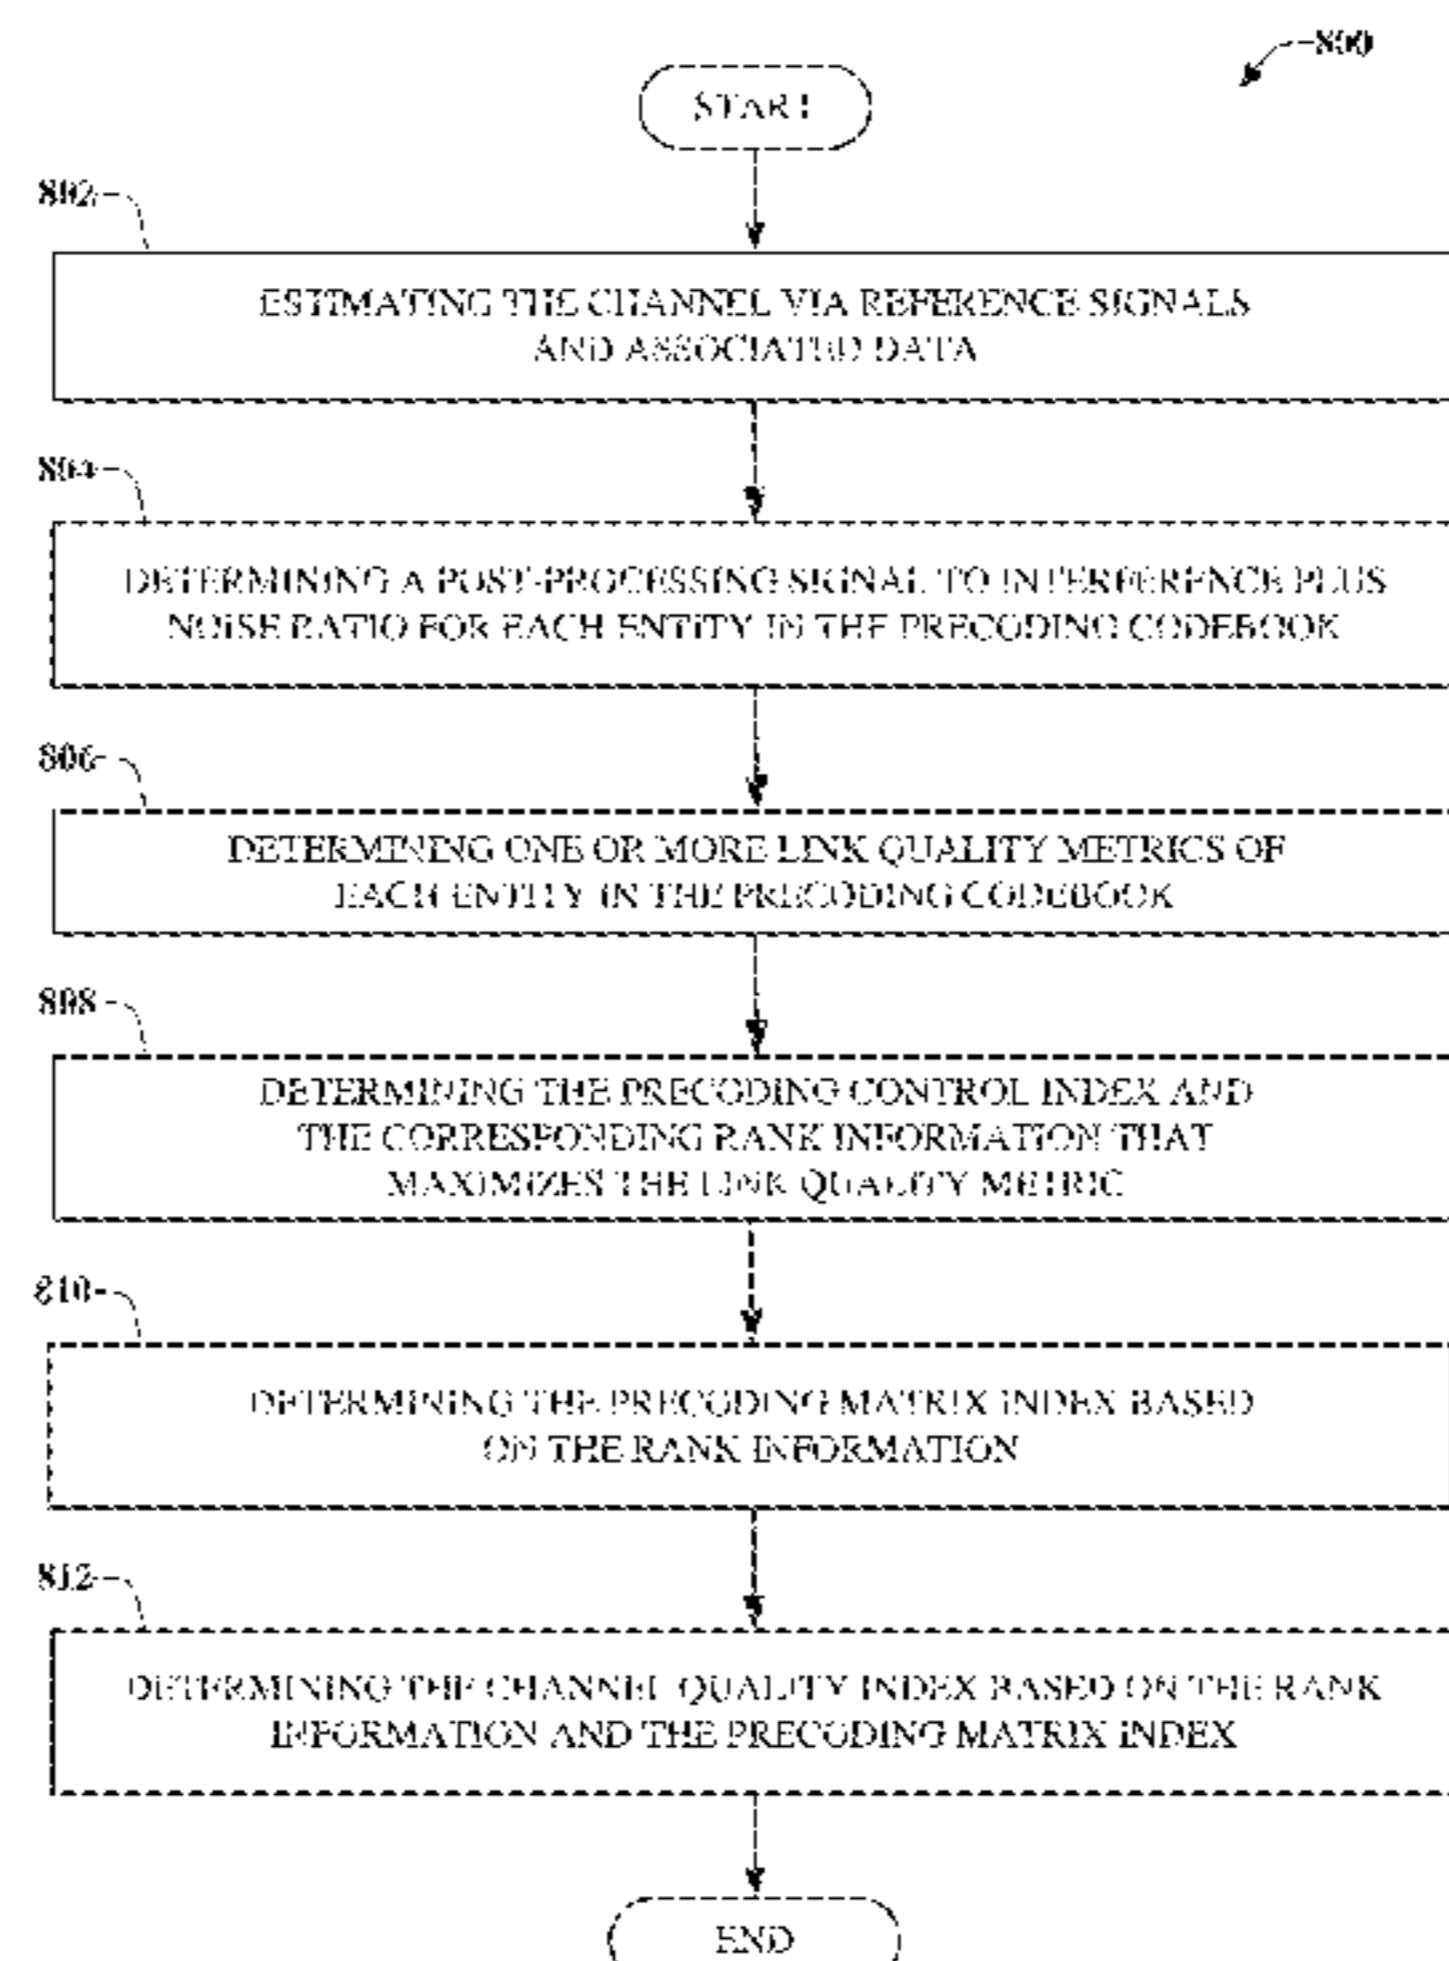 800
START
802
ESTIMATING THE CHANNEL VIA REFERENCE SIGNALS
AND ASSOCIATED DATA
804
DETERMINING A POST-PROCESSING SIGNAL TO INTERFERENCE PLUS
NOISE RATIO FOR EACH ENTITY IN THE PRECODING CODEBOOK
806
DETERMINING ONE OR MORE LINK QUALITY METRICS OF
EACH ENTITY IN THE PRECODING CODEBOOK
808
DETERMINING THE PRECODING CONTROL INDEX AND
THE CORRESPONDING RANK INFORMATION THAT
MAXIMIZES THE LINK QUALITY METRIC
810
DETERMINING THE PRECODING MATRIX INDEX BASED
ON THE RANK INFORMATION
812
DETERMINING THE CHANNEL QUALITY INDEX BASED ON THE RANK
INFORMATION AND THE PRECODING MATRIX INDEX
END